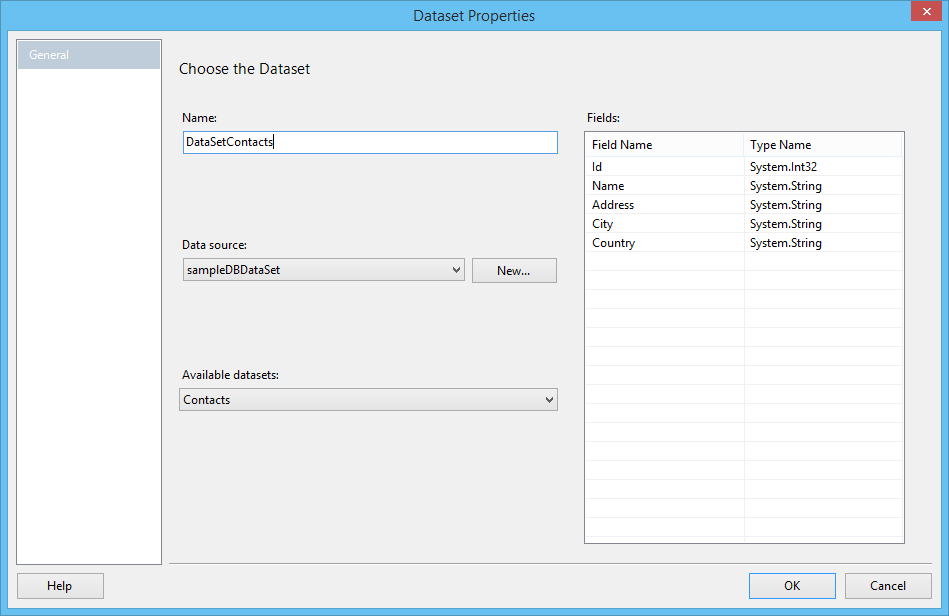 Dataset Properties
General
Choose the Dataset
Name:
DataSetContacts
Data source:
sampleDBDataSet
New...
Available datasets:
Contacts
Fields:
Field Name Type Name
Id System.Int32
Name System.String
Address System.String
City System.String
Country System.String
Help
OK
Cancel